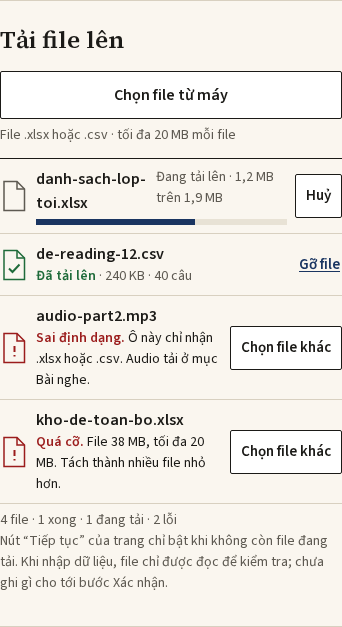 Tải file lên
Chọn file từ máy
File .xlsx hoặc .csv · tối đa 20 MB mỗi file
danh-sach-lop-
toi.xlsx
Đang tải lên · 1,2 MB
trên 1,9 MB
Huỷ
de-reading-12.csv
Đã tải lên · 240 KB · 40 câu
Gỡ file
audio-part2.mp3
Sai định dạng. Ô này chỉ nhận
.xlsx hoặc .csv. Audio tải ở mục
Bài nghe.
Chọn file khác
kho-de-toan-bo.xlsx
Quá cỡ. File 38 MB, tối đa 20
MB. Tách thành nhiều file nhỏ
hơn.
Chọn file khác
4 file · 1 xong · 1 đang tải · 2 lỗi
Nút “Tiếp tục” của trang chỉ bật khi không còn file đang
tải. Khi nhập dữ liệu, file chỉ được đọc để kiểm tra; chưa
ghi gì cho tới bước Xác nhận.